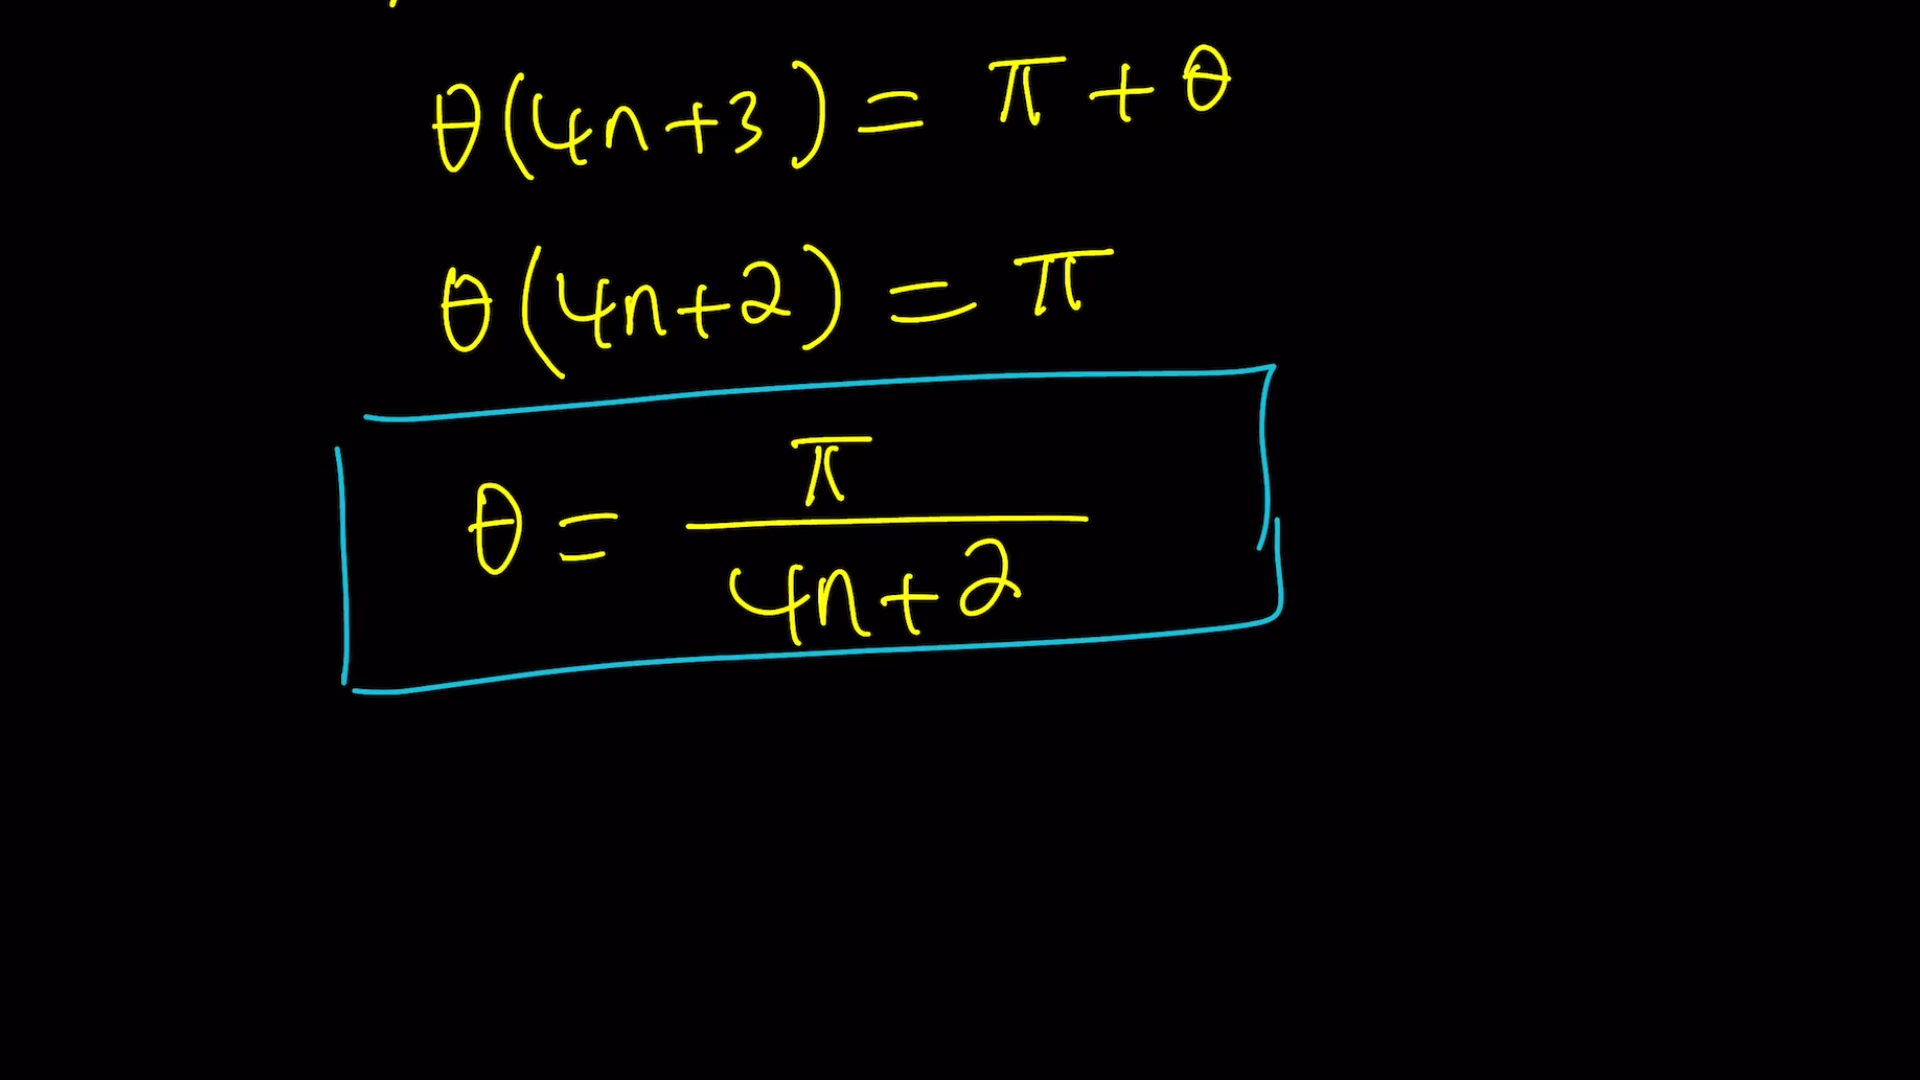 θ(4n+3) = π + θ
θ(4n+2) = π
θ = π / (4n+2)